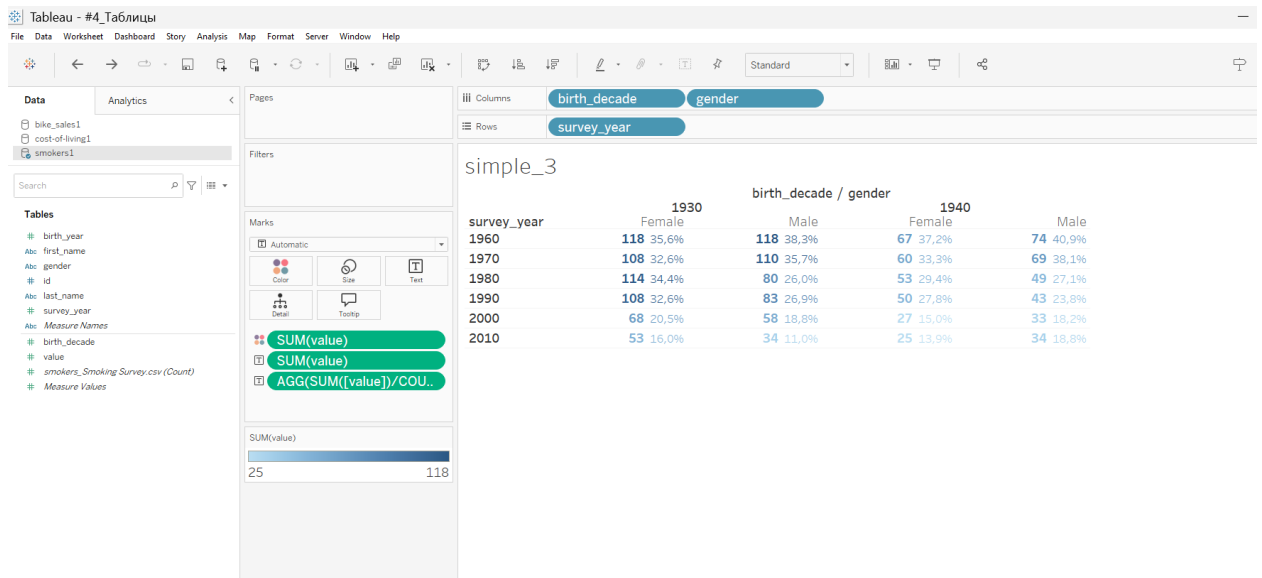 Tableau - #4_Таблицы
File Data Worksheet Dashboard Story Analysis Map Format Server Window Help
Standard
Data Analytics
bike_sales1
cost-of-living1
smokers1
Search
Tables
# birth_year
Abc first_name
Abc gender
# id
Abc last_name
# survey_year
Abc Measure Names
# birth_decade
# value
# smokers_Smoking Survey.csv (Count)
# Measure Values
Pages
Filters
Marks
T Automatic
Color Size Text
Detail Tooltip
SUM(value)
T SUM(value)
T AGG(SUM([value])/COU..
SUM(value)
25 118
Columns birth_decade gender
Rows survey_year
simple_3
birth_decade / gender
1930 1940
survey_year Female Male Female Male
1960 118 35,6% 118 38,3% 67 37,2% 74 40,9%
1970 108 32,6% 110 35,7% 60 33,3% 69 38,1%
1980 114 34,4% 80 26,0% 53 29,4% 49 27,1%
1990 108 32,6% 83 26,9% 50 27,8% 43 23,8%
2000 68 20,5% 58 18,8% 27 15,0% 33 18,2%
2010 53 16,0% 34 11,0% 25 13,9% 34 18,8%